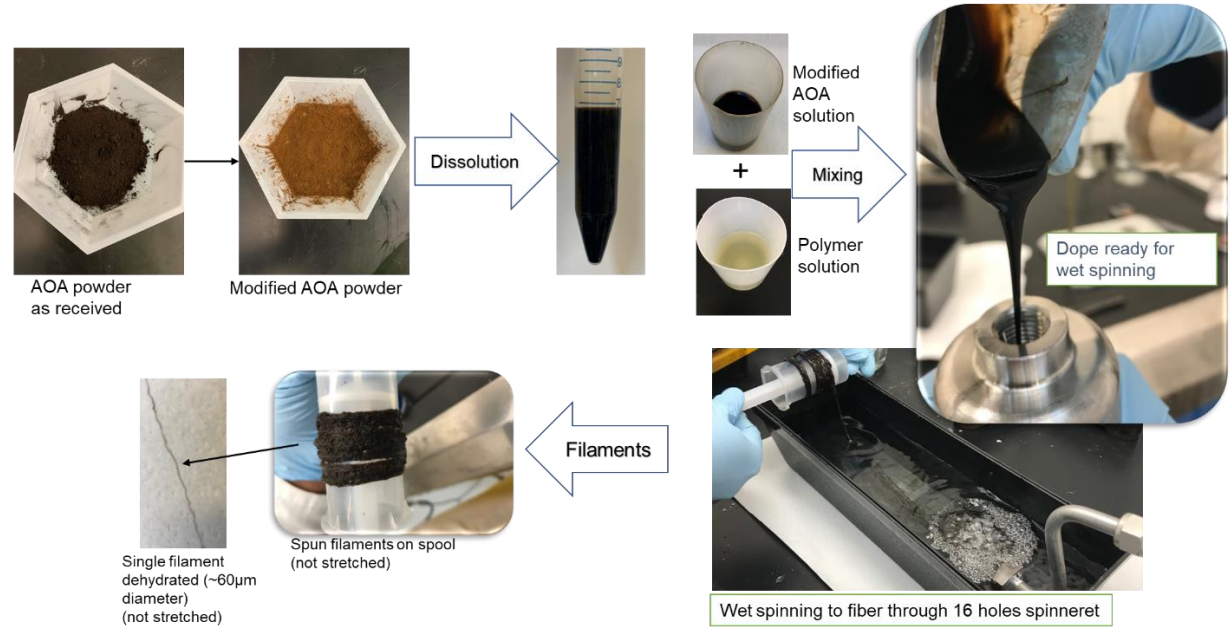 AOA powder
as received
Modified AOA powder
Dissolution
9
8
Modified
AOA
solution
+
Polymer
solution
Mixing
Dope ready for
wet spinning
Wet spinning to fiber through 16 holes spinneret
Filaments
Spun filaments on spool
(not stretched)
Single filament
dehydrated (~60µm
diameter)
(not stretched)